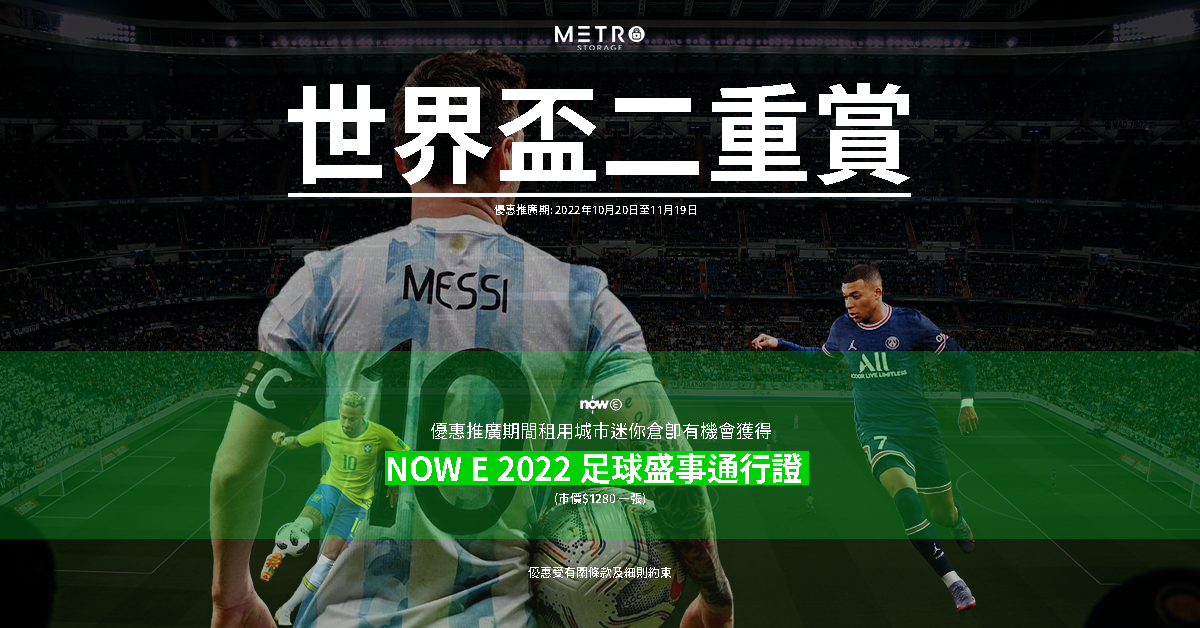 METRO
STORAGE
世界盃二重賞
優惠推廣期: 2022年10月20日至11月19日
MESSI
10
C
ALL
7
10
now E
優惠推廣期間租用城市迷你倉即有機會獲得
NOW E 2022 足球盛事通行證
(市價$1280 一張)
優惠受有關條款及細則約束